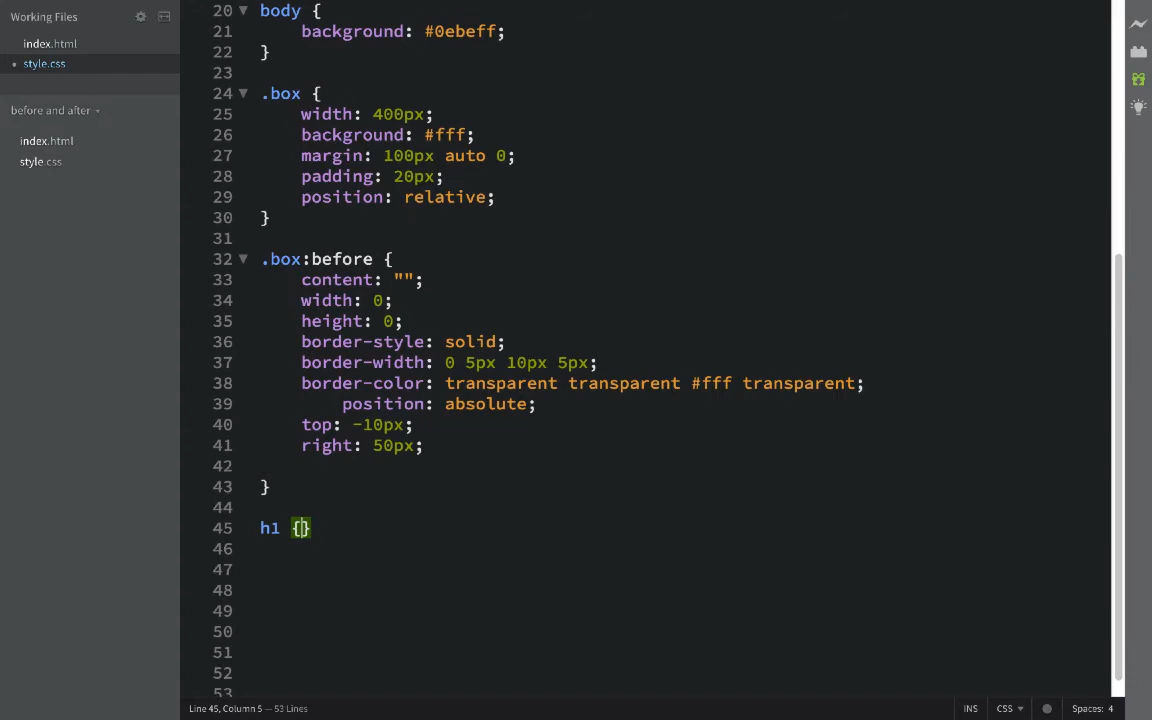 Working Files
index.html
style.css
before and after
index.html
style.css
20 body {
21 background: #0ebeff;
22 }
23
24 .box {
25 width: 400px;
26 background: #fff;
27 margin: 100px auto 0;
28 padding: 20px;
29 position: relative;
30 }
31
32 .box:before {
33 content: "";
34 width: 0;
35 height: 0;
36 border-style: solid;
37 border-width: 0 5px 10px 5px;
38 border-color: transparent transparent #fff transparent;
39 position: absolute;
40 top: -10px;
41 right: 50px;
42
43 }
44
45 h1 {}
46
47
48
49
50
51
52
53
Line 45, Column 5 — 53 Lines
INS CSS Spaces: 4